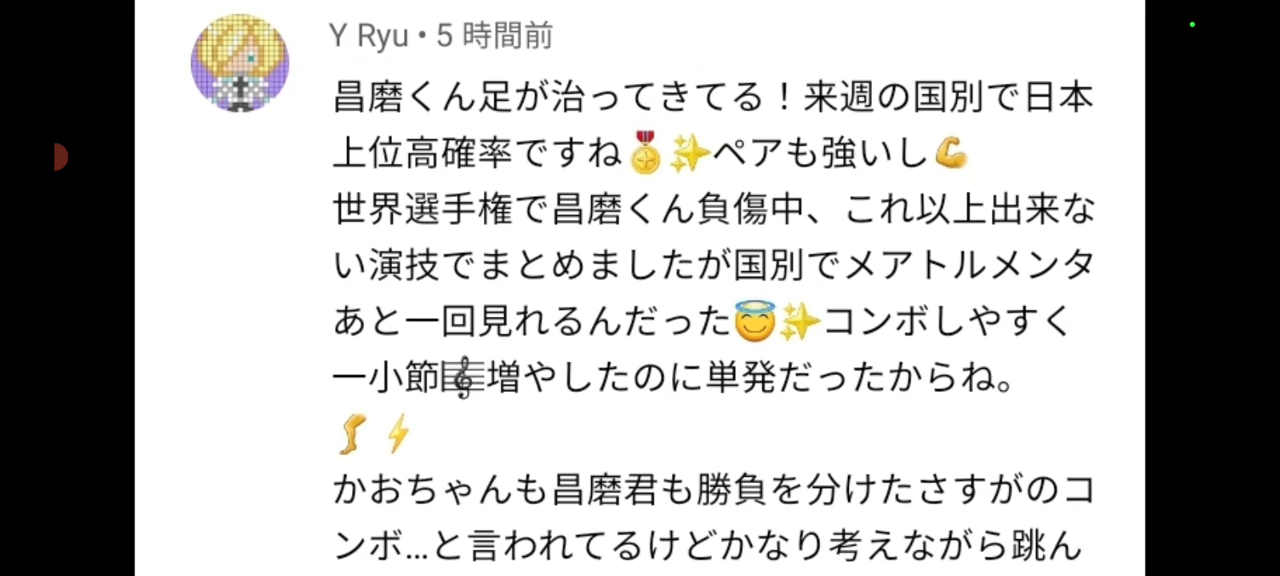 Y Ryu • 5 時間前
昌磨くん足が治ってきてる！来週の国別で日本
上位高確率ですね🏅✨ペアも強いし💪
世界選手権で昌磨くん負傷中、これ以上出来な
い演技でまとめましたが国別でメアトルメンタ
あと一回見れるんだった😇✨コンボしやすく
一小節🎼増やしたのに単発だったからね。
🦵⚡
かおちゃんも昌磨君も勝負を分けたさすがのコ
ンボ…と言われてるけどかなり考えながら跳ん